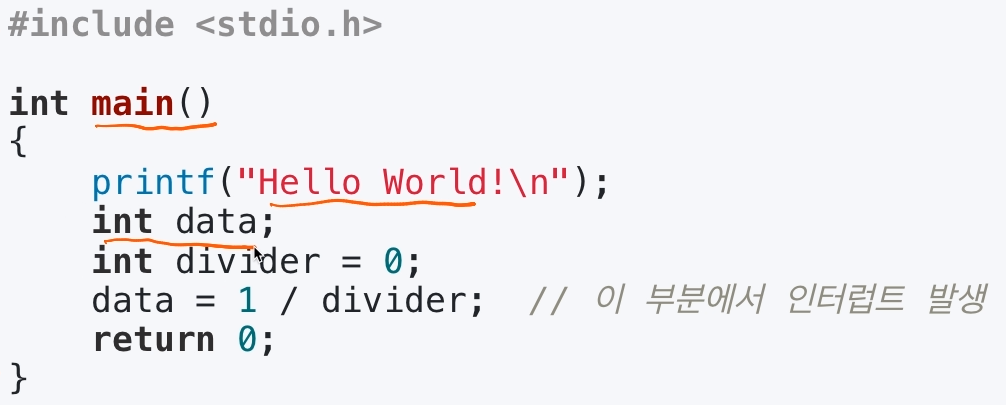 #include <stdio.h>
int main()
{
printf("Hello World!\n");
int data;
int divider = 0;
data = 1 / divider; // 이 부분에서 인터럽트 발생
return 0;
}